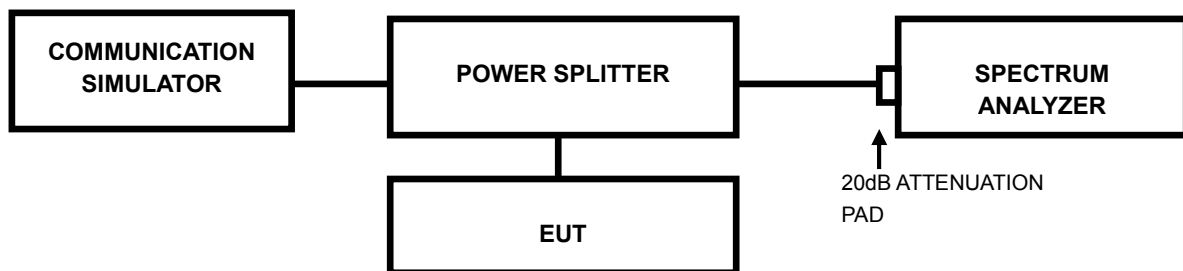 COMMUNICATION
SIMULATOR
POWER SPLITTER
SPECTRUM
ANALYZER
20dB ATTENUATION
PAD
EUT